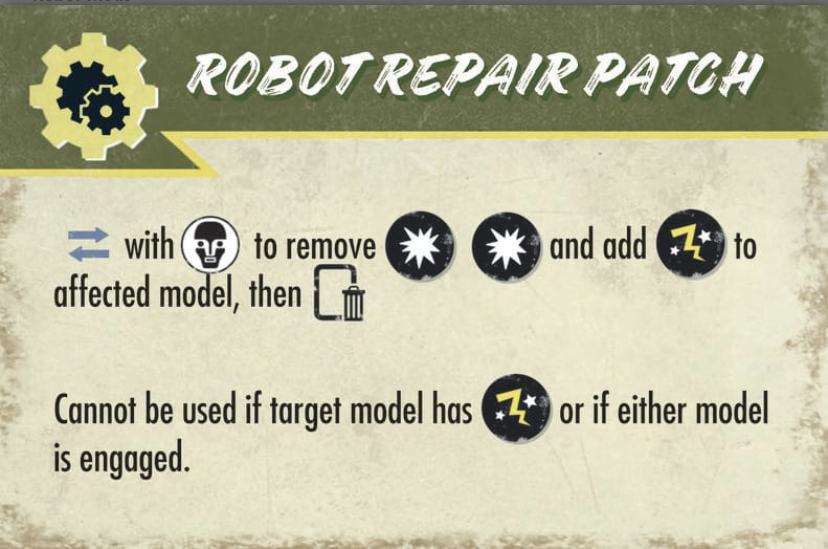 ROBOT REPAIR PATCH
with to remove and add to
affected model, then
Cannot be used if target model has or if either model
is engaged.